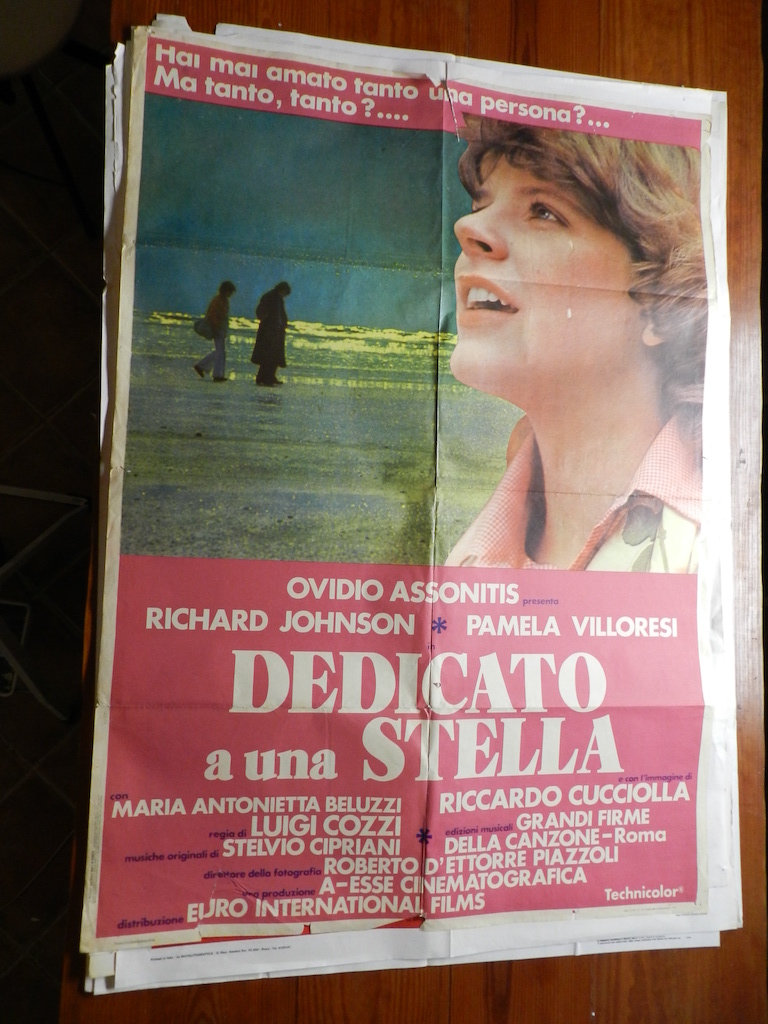 Hai mai amato tanto una persona?...
Ma tanto, tanto?....
OVIDIO ASSONITIS presenta
RICHARD JOHNSON * PAMELA VILLORESI
in
DEDICATO
a una STELLA
con
MARIA ANTONIETTA BELUZZI
e con l'immagine di
RICCARDO CUCCIOLLA
regia di LUIGI COZZI
musiche originali di STELVIO CIPRIANI
*
edizioni musicali GRANDI FIRME
DELLA CANZONE-Roma
direttore della fotografia ROBERTO D'ETTORRE PIAZZOLI
una produzione A-ESSE CINEMATOGRAFICA
distribuzione EURO INTERNATIONAL FILMS
Technicolor®